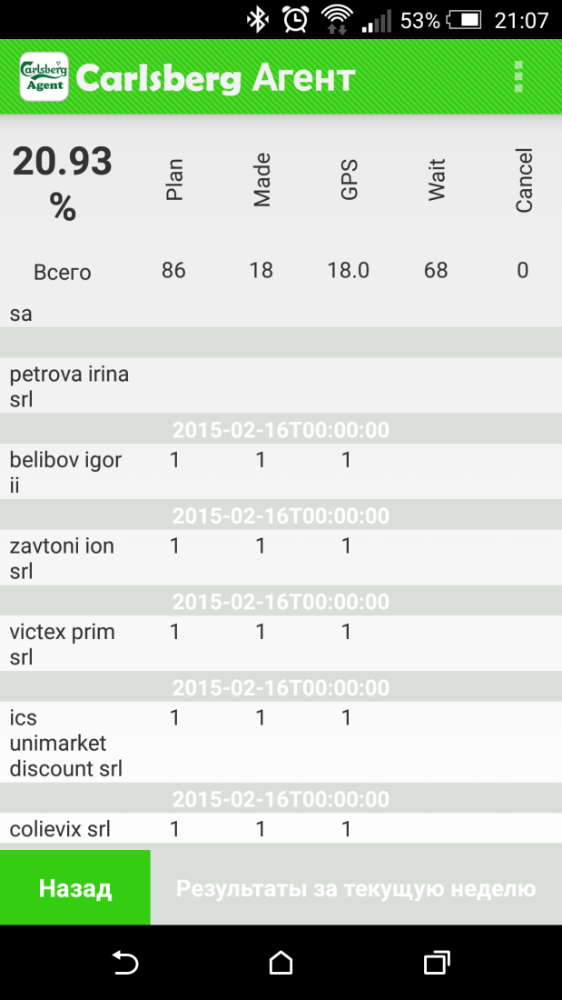 53% 21:07
Carlsberg
Agent
Carlsberg Агент
20.93
%
Plan
Made
GPS
Wait
Cancel
Всего 86 18 18.0 68 0
sa
petrova irina
srl
2015-02-16T00:00:00
belibov igor 1 1 1
ii
2015-02-16T00:00:00
zavtoni ion 1 1 1
srl
2015-02-16T00:00:00
victex prim 1 1 1
srl
2015-02-16T00:00:00
ics 1 1 1
unimarket
discount srl
2015-02-16T00:00:00
colievix srl 1 1 1
Назад Результаты за текущую неделю